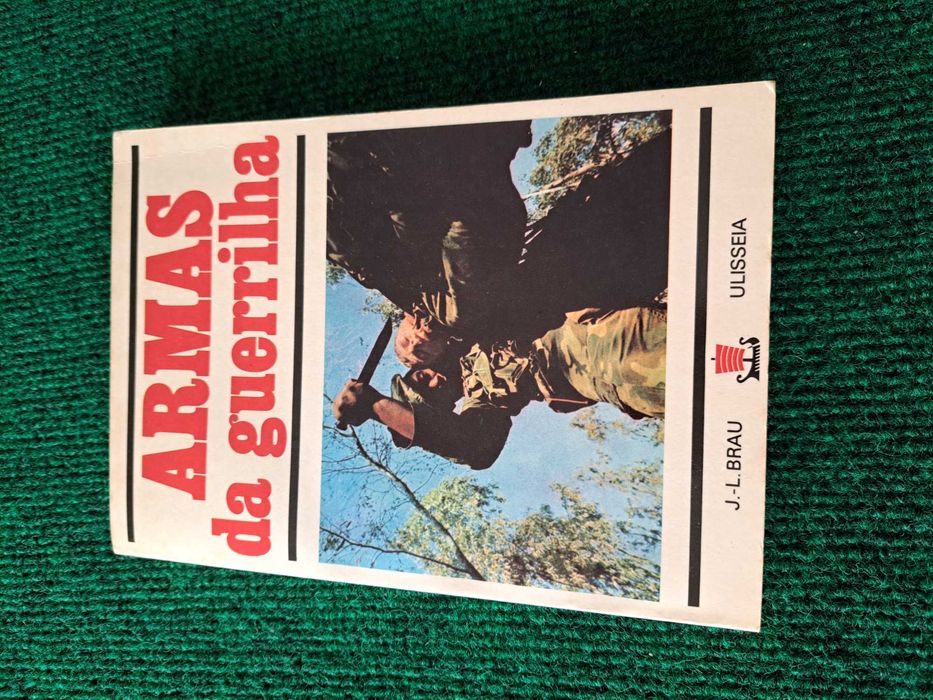 ARMAS
da guerrilha
J.-L. BRAU
ULISSEIA